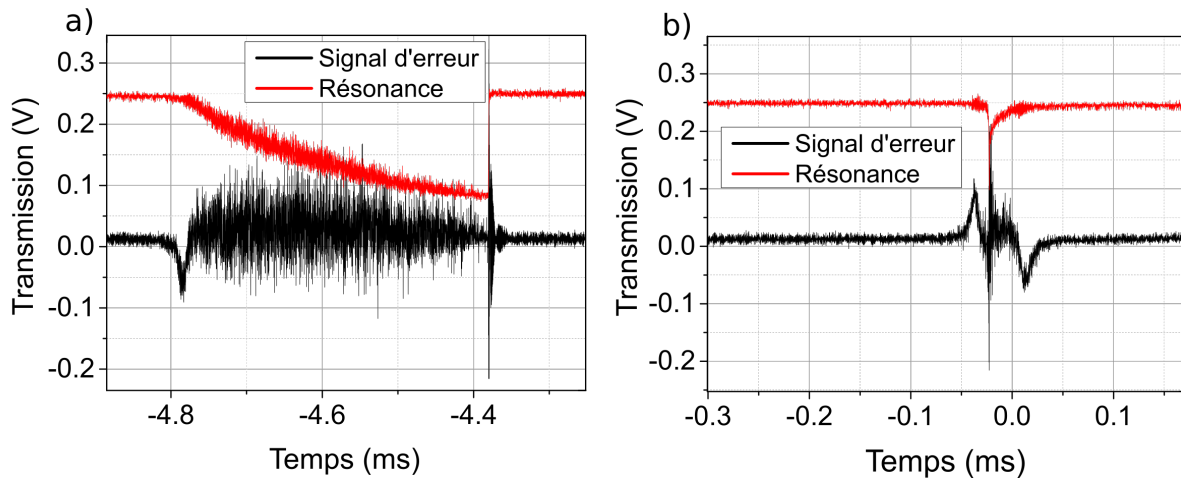 a)
Signal d'erreur
Résonance
Transmission (V)
0.3
0.2
0.1
0.0
-0.1
-0.2
-4.8
-4.6
-4.4
Temps (ms)
b)
Signal d'erreur
Résonance
Transmission (V)
0.3
0.2
0.1
0.0
-0.1
-0.2
-0.3
-0.2
-0.1
0.0
0.1
Temps (ms)